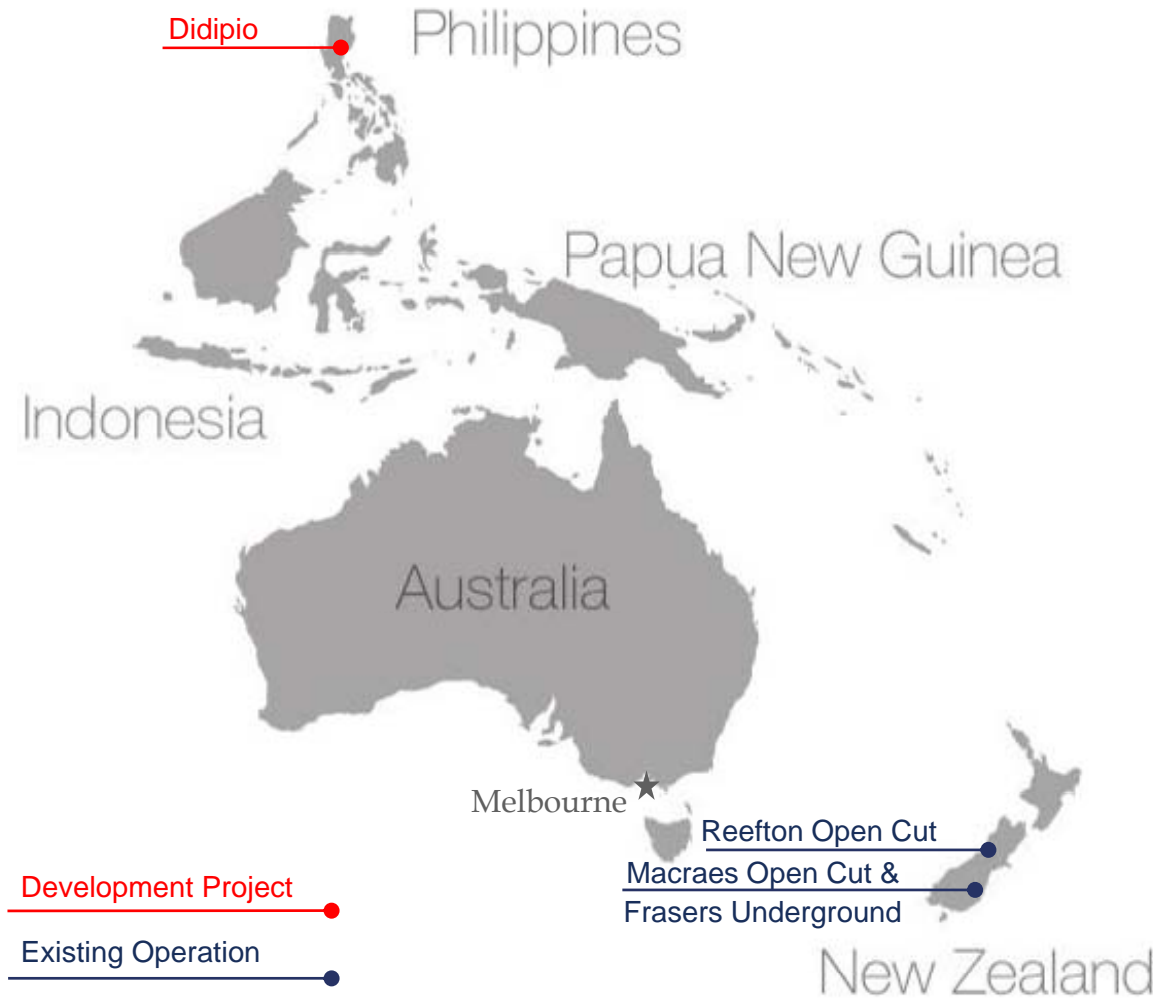 Didipio
Philippines
Papua New Guinea
Indonesia
Australia
Melbourne
Reefton Open Cut
Macraes Open Cut &
Frasers Underground
Development Project
Existing Operation
New Zealand